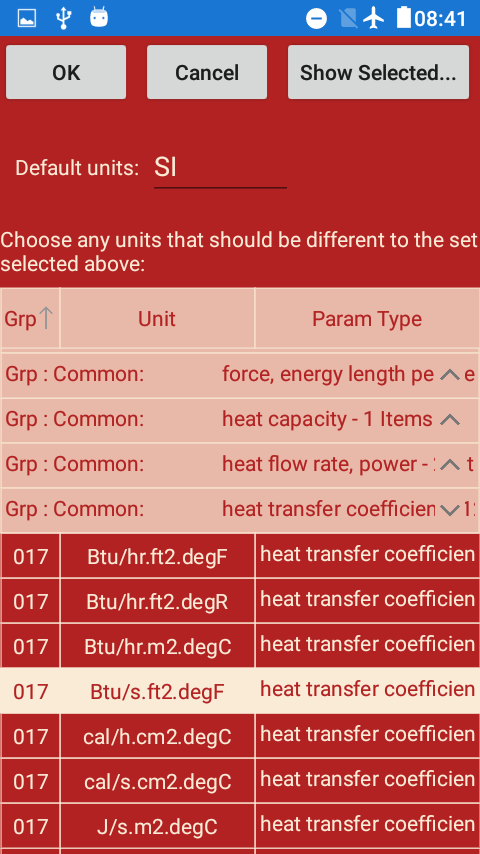 08:41
OK Cancel Show Selected...
Default units: SI
Choose any units that should be different to the set
selected above:
Grp Unit Param Type
Grp : Common: force, energy length pe e
Grp : Common: heat capacity - 1 Items
Grp : Common: heat flow rate, power - t
Grp : Common: heat transfer coefficien
017 Btu/hr.ft2.degF heat transfer coefficien
017 Btu/hr.ft2.degR heat transfer coefficien
017 Btu/hr.m2.degC heat transfer coefficien
017 Btu/s.ft2.degF heat transfer coefficien
017 cal/h.cm2.degC heat transfer coefficien
017 cal/s.cm2.degC heat transfer coefficien
017 J/s.m2.degC heat transfer coefficien